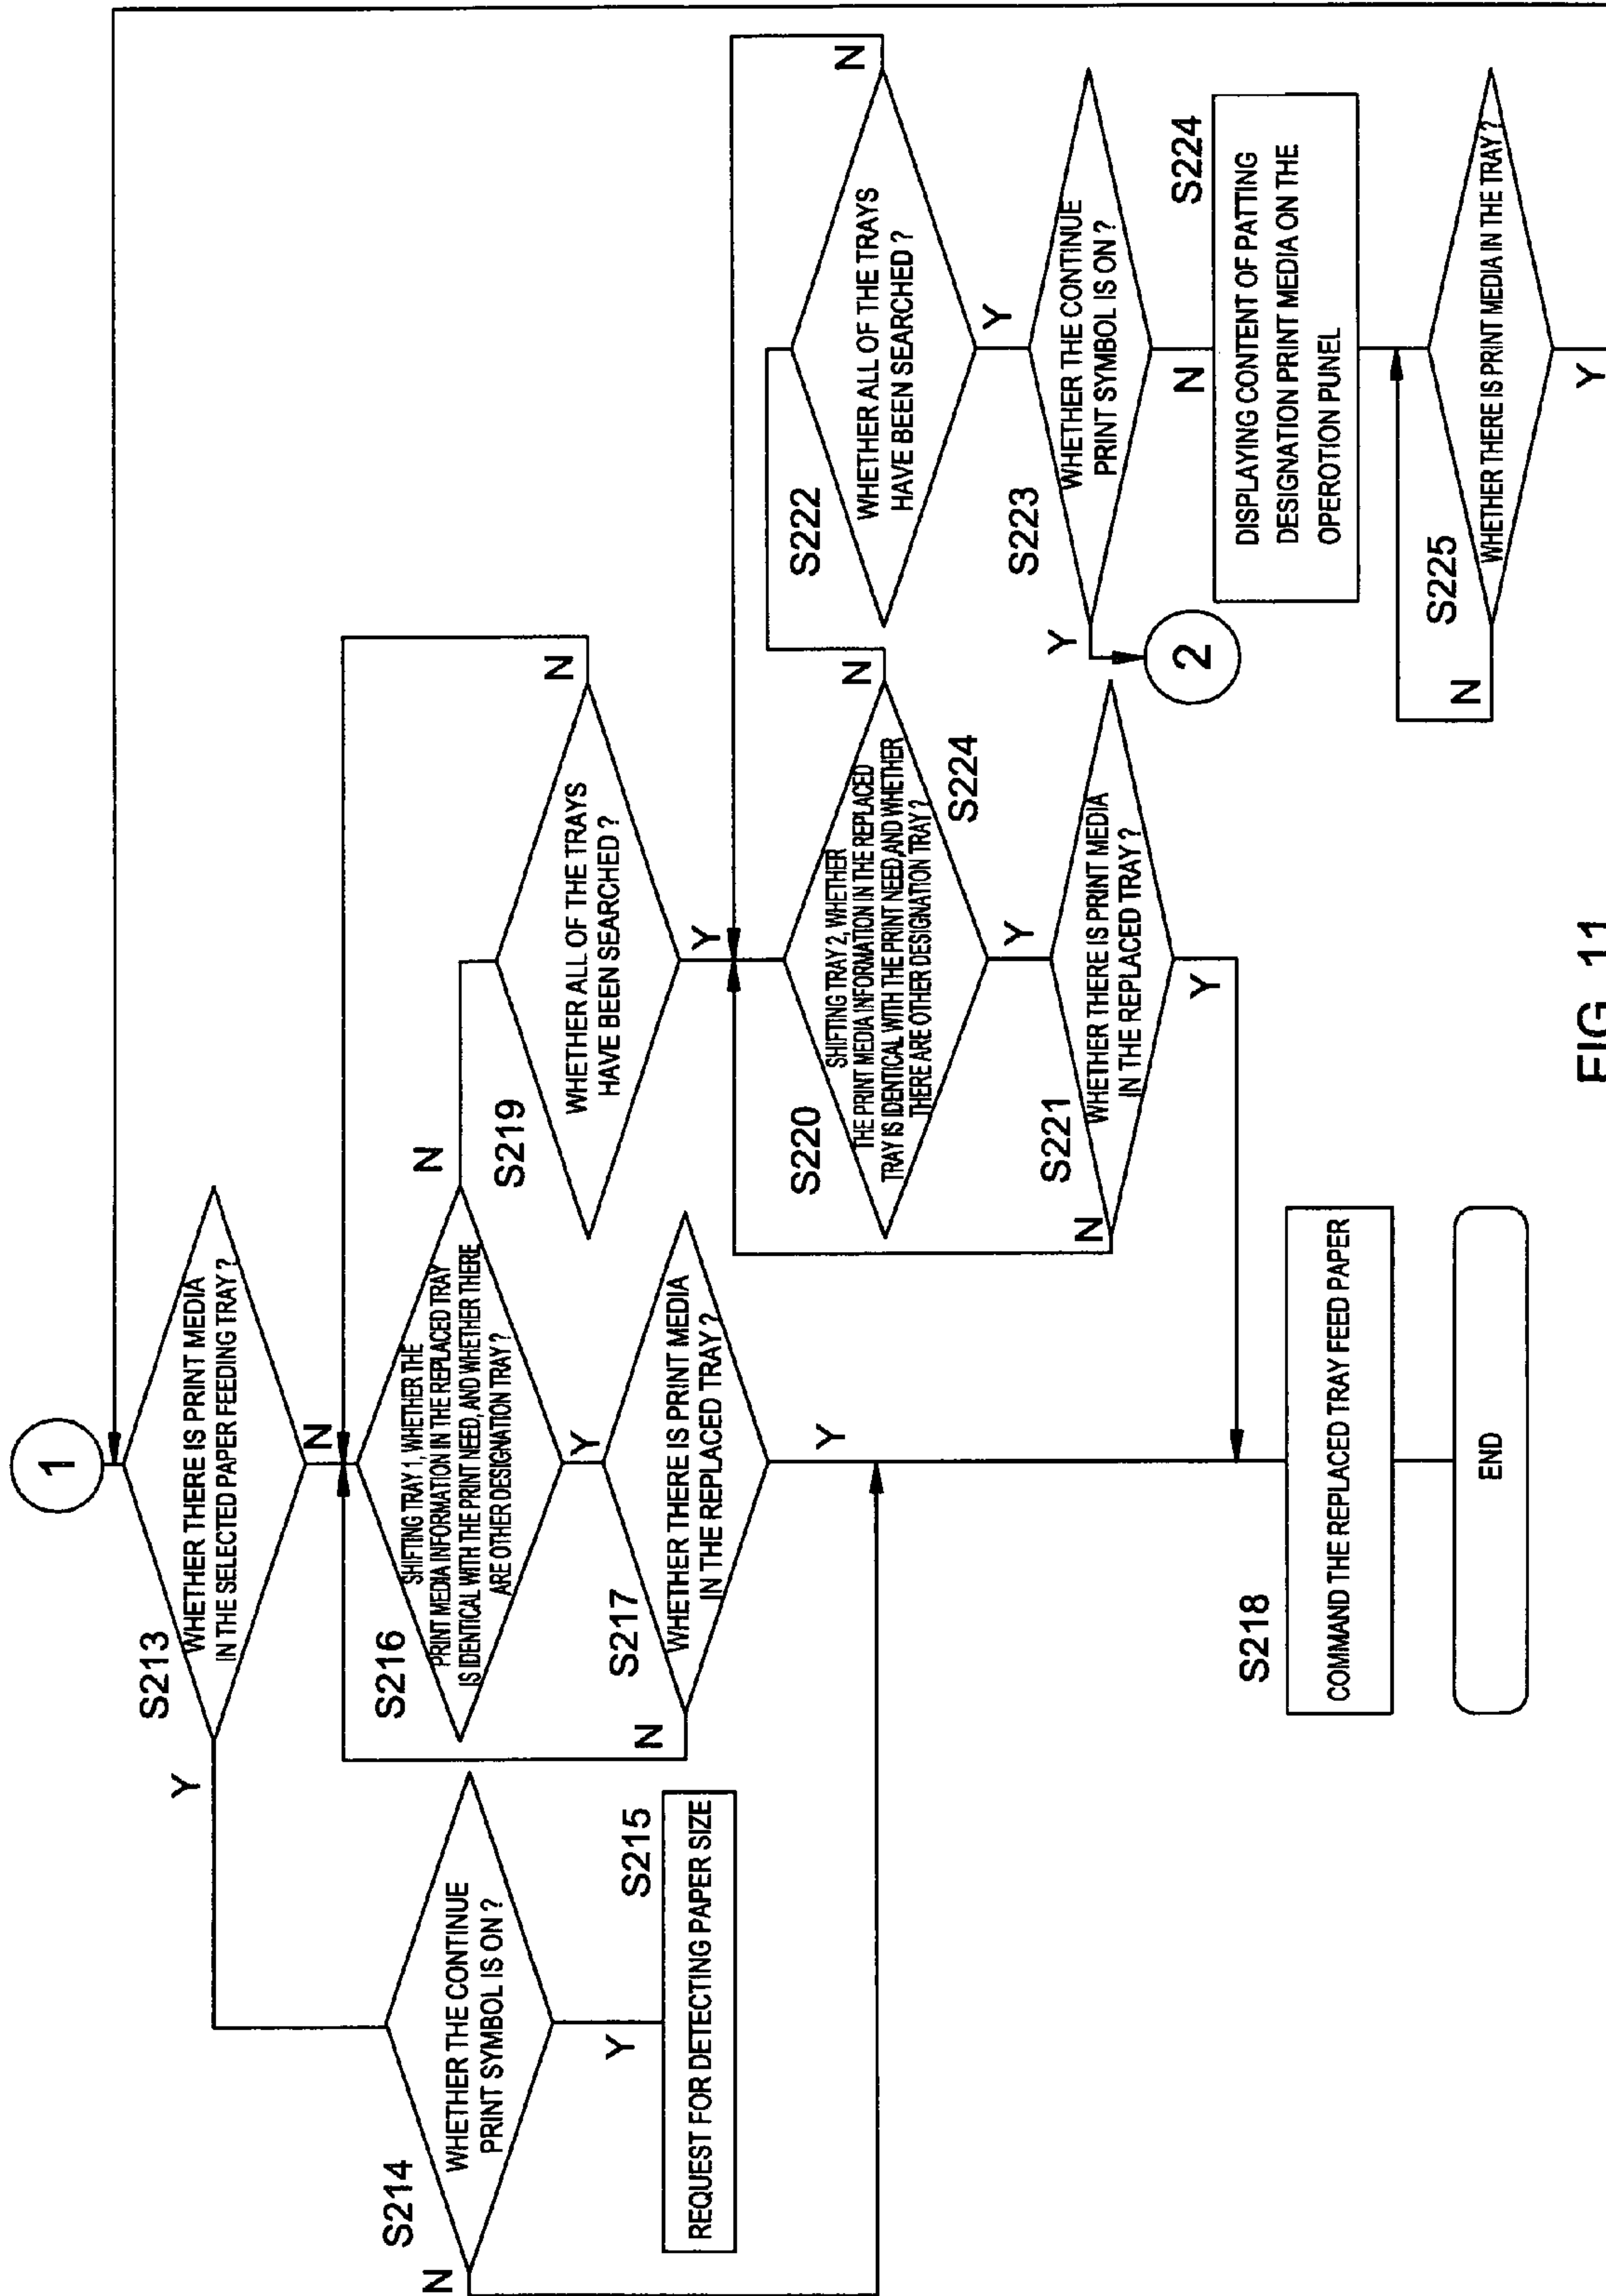 1
S213
WHETHER THERE IS PRINT MEDIA
IN THE SELECTED PAPER FEEDING TRAY ?
Y
N
S214
WHETHER THE CONTINUE
PRINT SYMBOL IS ON ?
N
Y
S215
REQUEST FOR DETECTING PAPER SIZE
S216
SHIFTING TRAY 1, WHETHER THE
PRINT MEDIA INFORMATION IN THE REPLACED TRAY
IS IDENTICAL WITH THE PRINT NEED, AND WHETHER THERE
ARE OTHER DESIGNATION TRAY ?
N
Y
S217
WHETHER THERE IS PRINT MEDIA
IN THE REPLACED TRAY ?
N
Y
S218
COMMAND THE REPLACED TRAY FEED PAPER
END
S219
WHETHER ALL OF THE TRAYS
HAVE BEEN SEARCHED ?
N
Y
S220
SHIFTING TRAY 2, WHETHER
THE PRINT MEDIA INFORMATION IN THE REPLACED
TRAY IS IDENTICAL WITH THE PRINT NEED,AND WHETHER
THERE ARE OTHER DESIGNATION TRAY ?
S224
N
Y
S221
WHETHER THERE IS PRINT MEDIA
IN THE REPLACED TRAY ?
N
Y
S222
WHETHER ALL OF THE TRAYS
HAVE BEEN SEARCHED ?
N
Y
S223
WHETHER THE CONTINUE
PRINT SYMBOL IS ON ?
Y
2
N
S224
DISPLAYING CONTENT OF PATTING
DESIGNATION PRINT MEDIA ON THE
OPEROTION PUNEL
S225
WHETHER THERE IS PRINT MEDIA IN THE TRAY ?
N
Y
FIG. 11